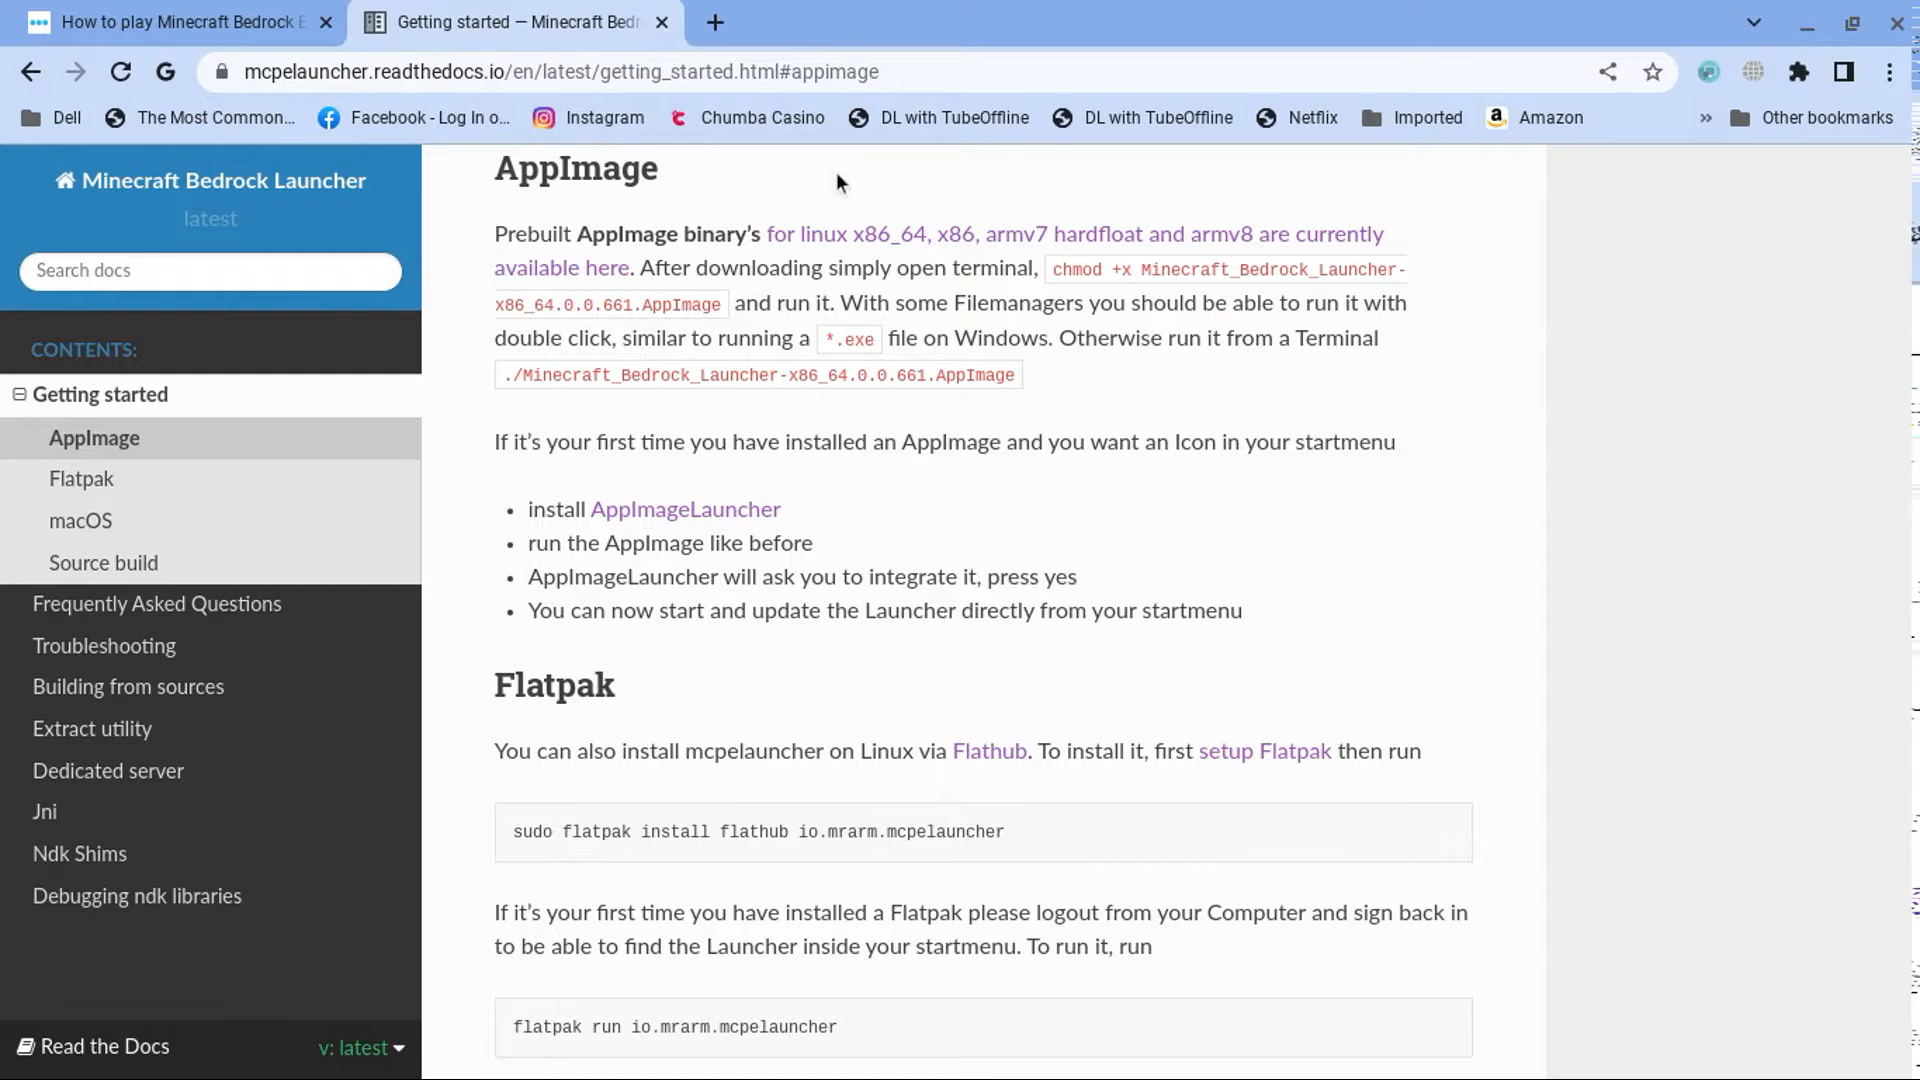 How to play Minecraft Bedrock E
Getting started — Minecraft Bedr
mcpelauncher.readthedocs.io/en/latest/getting_started.html#appimage
Dell
The Most Common...
Facebook - Log In o...
Instagram
Chumba Casino
DL with TubeOffline
DL with TubeOffline
Netflix
Imported
Amazon
»
Other bookmarks
Minecraft Bedrock Launcher
latest
Search docs
CONTENTS:
Getting started
AppImage
Flatpak
macOS
Source build
Frequently Asked Questions
Troubleshooting
Building from sources
Extract utility
Dedicated server
Jni
Ndk Shims
Debugging ndk libraries
Read the Docs
v: latest
AppImage
Prebuilt AppImage binary’s for linux x86_64, x86, armv7 hardfloat and armv8 are currently
available here. After downloading simply open terminal, chmod +x Minecraft_Bedrock_Launcher-
x86_64.0.0.661.AppImage and run it. With some Filemanagers you should be able to run it with
double click, similar to running a *.exe file on Windows. Otherwise run it from a Terminal
./Minecraft_Bedrock_Launcher-x86_64.0.0.661.AppImage
If it’s your first time you have installed an AppImage and you want an Icon in your startmenu
• install AppImageLauncher
• run the AppImage like before
• AppImageLauncher will ask you to integrate it, press yes
• You can now start and update the Launcher directly from your startmenu
Flatpak
You can also install mcpelauncher on Linux via Flathub. To install it, first setup Flatpak then run
sudo flatpak install flathub io.mrarm.mcpelauncher
If it’s your first time you have installed a Flatpak please logout from your Computer and sign back in
to be able to find the Launcher inside your startmenu. To run it, run
flatpak run io.mrarm.mcpelauncher